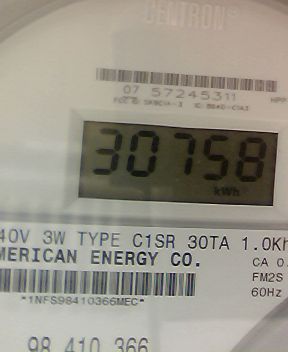 CENTRON®
07 57245311
30758
kWh
40V 3W TYPE C1SR 30TA 1.0Kh
MERICAN ENERGY CO.
CA 0.
FM2S
60Hz
*1NFS98410366MEC*
98 410 366